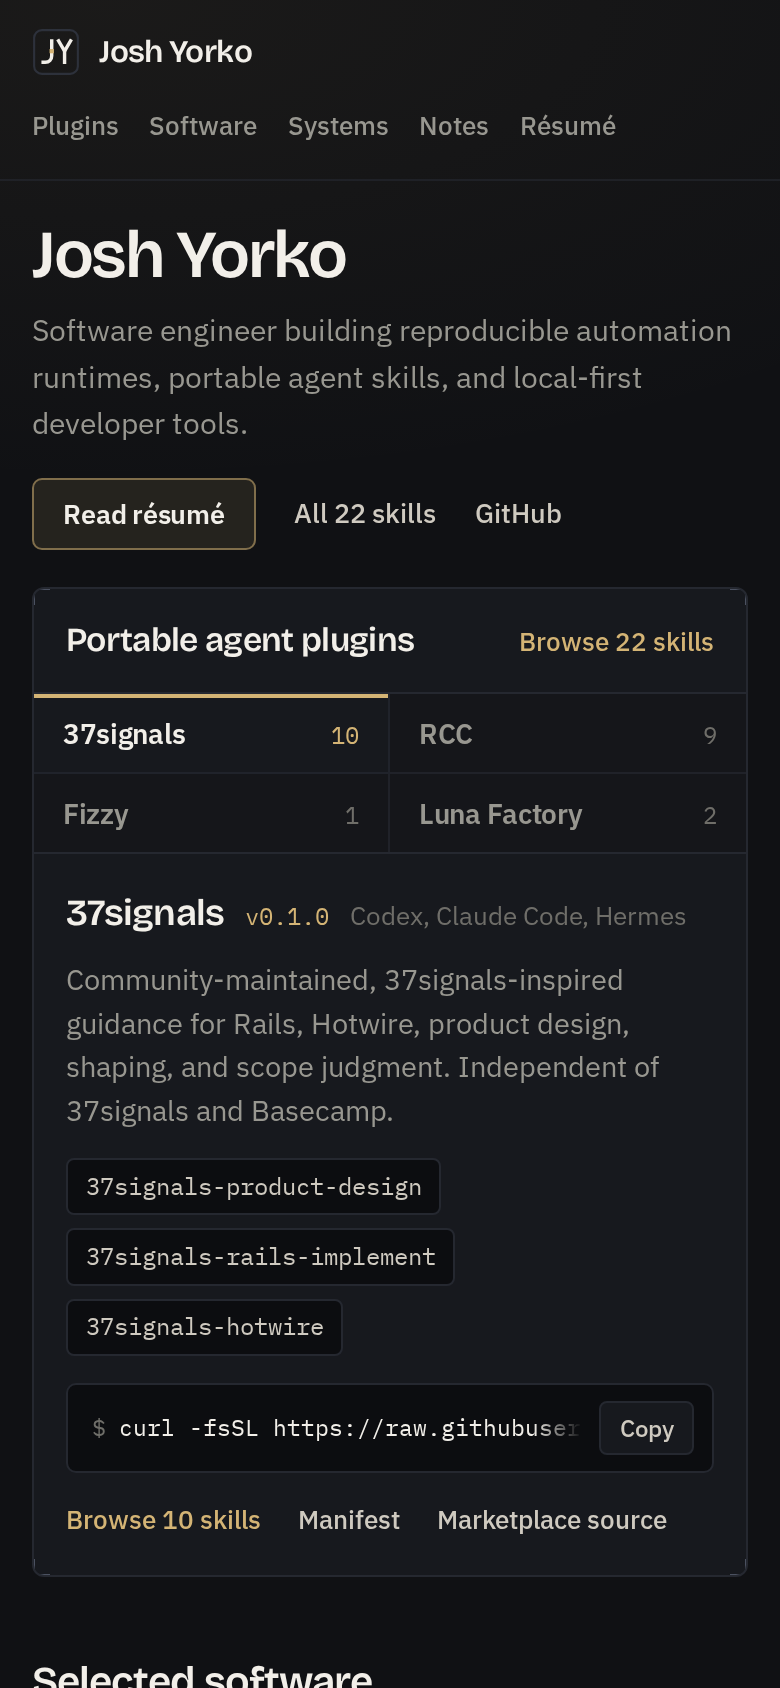 JY Josh Yorko
Plugins Software Systems Notes Résumé
Josh Yorko
Software engineer building reproducible automation
runtimes, portable agent skills, and local-first
developer tools.
Read résumé All 22 skills GitHub
Portable agent plugins Browse 22 skills
37signals 10 RCC 9
Fizzy 1 Luna Factory 2
37signals v0.1.0 Codex, Claude Code, Hermes
Community-maintained, 37signals-inspired
guidance for Rails, Hotwire, product design,
shaping, and scope judgment. Independent of
37signals and Basecamp.
37signals-product-design
37signals-rails-implement
37signals-hotwire
$ curl -fsSL https://raw.githubuser Copy
Browse 10 skills Manifest Marketplace source
Selected software